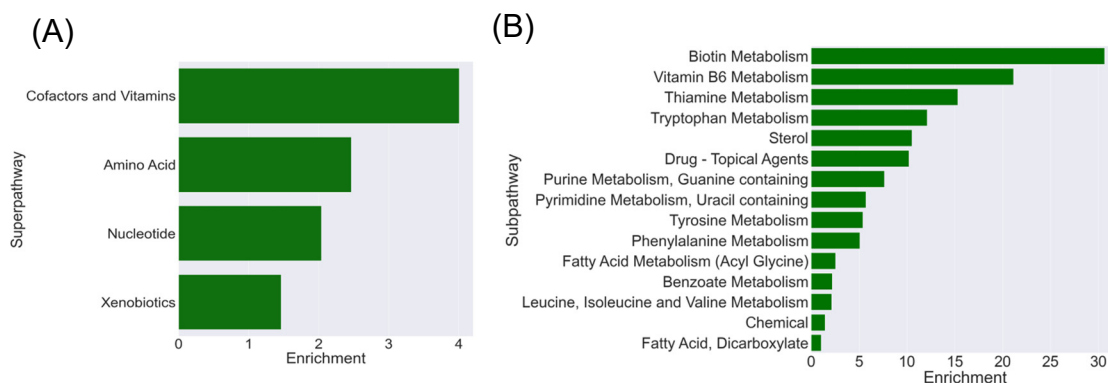 (A)
Superpathway
Cofactors and Vitamins
Amino Acid
Nucleotide
Xenobiotics
0 1 2 3 4
Enrichment
(B)
Subpathway
Biotin Metabolism
Vitamin B6 Metabolism
Thiamine Metabolism
Tryptophan Metabolism
Sterol
Drug - Topical Agents
Purine Metabolism, Guanine containing
Pyrimidine Metabolism, Uracil containing
Tyrosine Metabolism
Phenylalanine Metabolism
Fatty Acid Metabolism (Acyl Glycine)
Benzoate Metabolism
Leucine, Isoleucine and Valine Metabolism
Chemical
Fatty Acid, Dicarboxylate
0 5 10 15 20 25 30
Enrichment